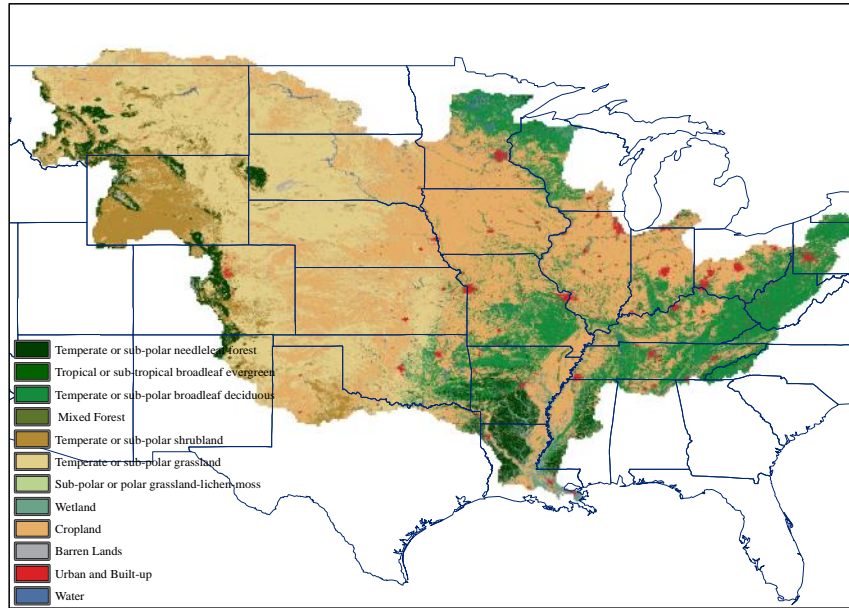 Temperate or sub-polar needleleaf forest
Tropical or sub-tropical broadleaf evergreen
Temperate or sub-polar broadleaf deciduous
Mixed Forest
Temperate or sub-polar shrubland
Temperate or sub-polar grassland
Sub-polar or polar grassland-lichen-moss
Wetland
Cropland
Barren Lands
Urban and Built-up
Water